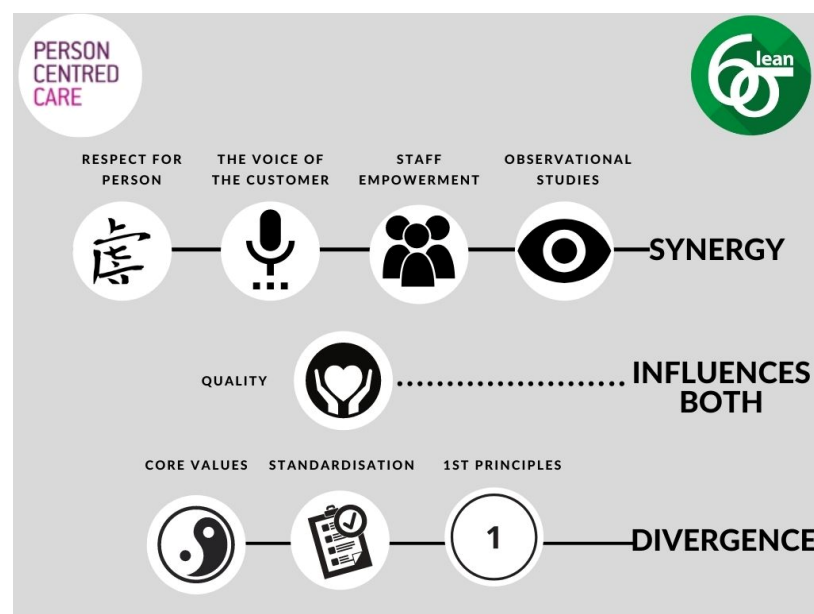 PERSON
CENTRED
CARE
lean
6σ
RESPECT FOR
PERSON
THE VOICE OF
THE CUSTOMER
STAFF
EMPOWERMENT
OBSERVATIONAL
STUDIES
SYNERGY
QUALITY
INFLUENCES
BOTH
CORE VALUES
STANDARDISATION
1ST PRINCIPLES
1
DIVERGENCE